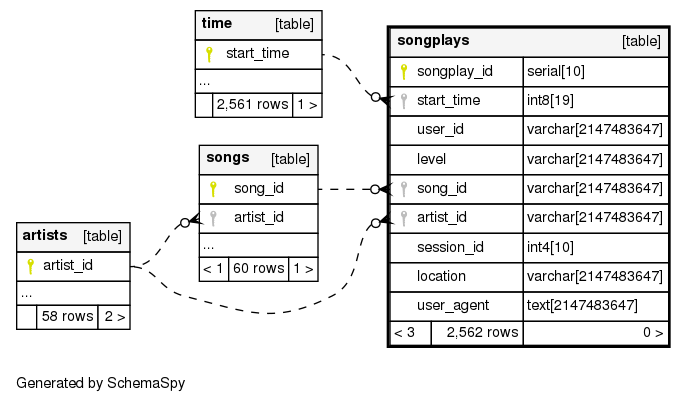 time [table]
start_time
...
2,561 rows 1 >
songs [table]
song_id
artist_id
...
< 1 60 rows 1 >
artists [table]
artist_id
...
58 rows 2 >
songplays [table]
songplay_id serial[10]
start_time int8[19]
user_id varchar[2147483647]
level varchar[2147483647]
song_id varchar[2147483647]
artist_id varchar[2147483647]
session_id int4[10]
location varchar[2147483647]
user_agent text[2147483647]
< 3 2,562 rows 0 >
Generated by SchemaSpy